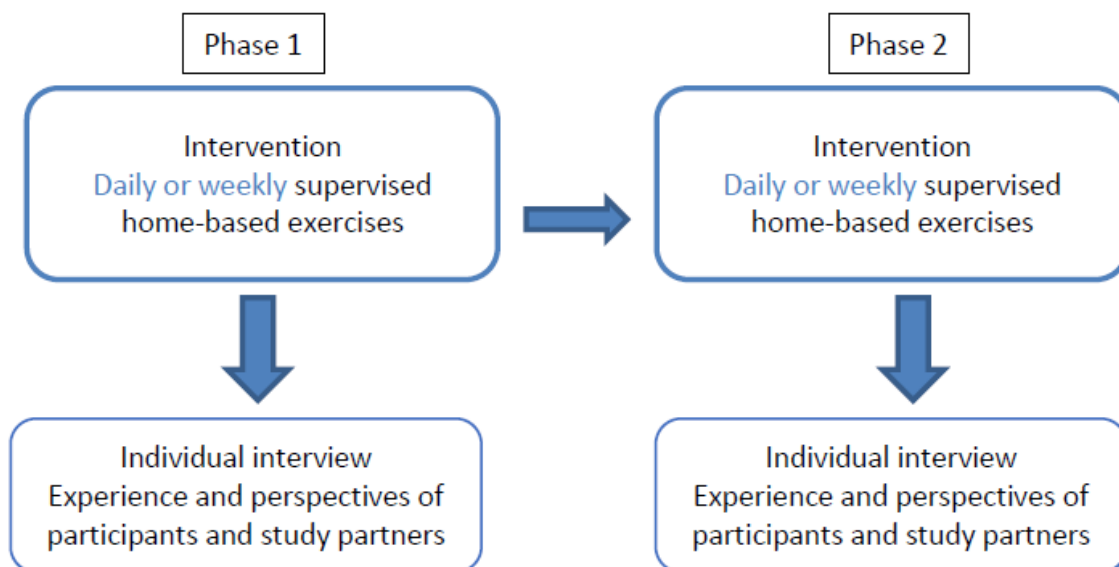 Phase 1
Intervention
Daily or weekly supervised
home-based exercises
Individual interview
Experience and perspectives of
participants and study partners
Phase 2
Intervention
Daily or weekly supervised
home-based exercises
Individual interview
Experience and perspectives of
participants and study partners